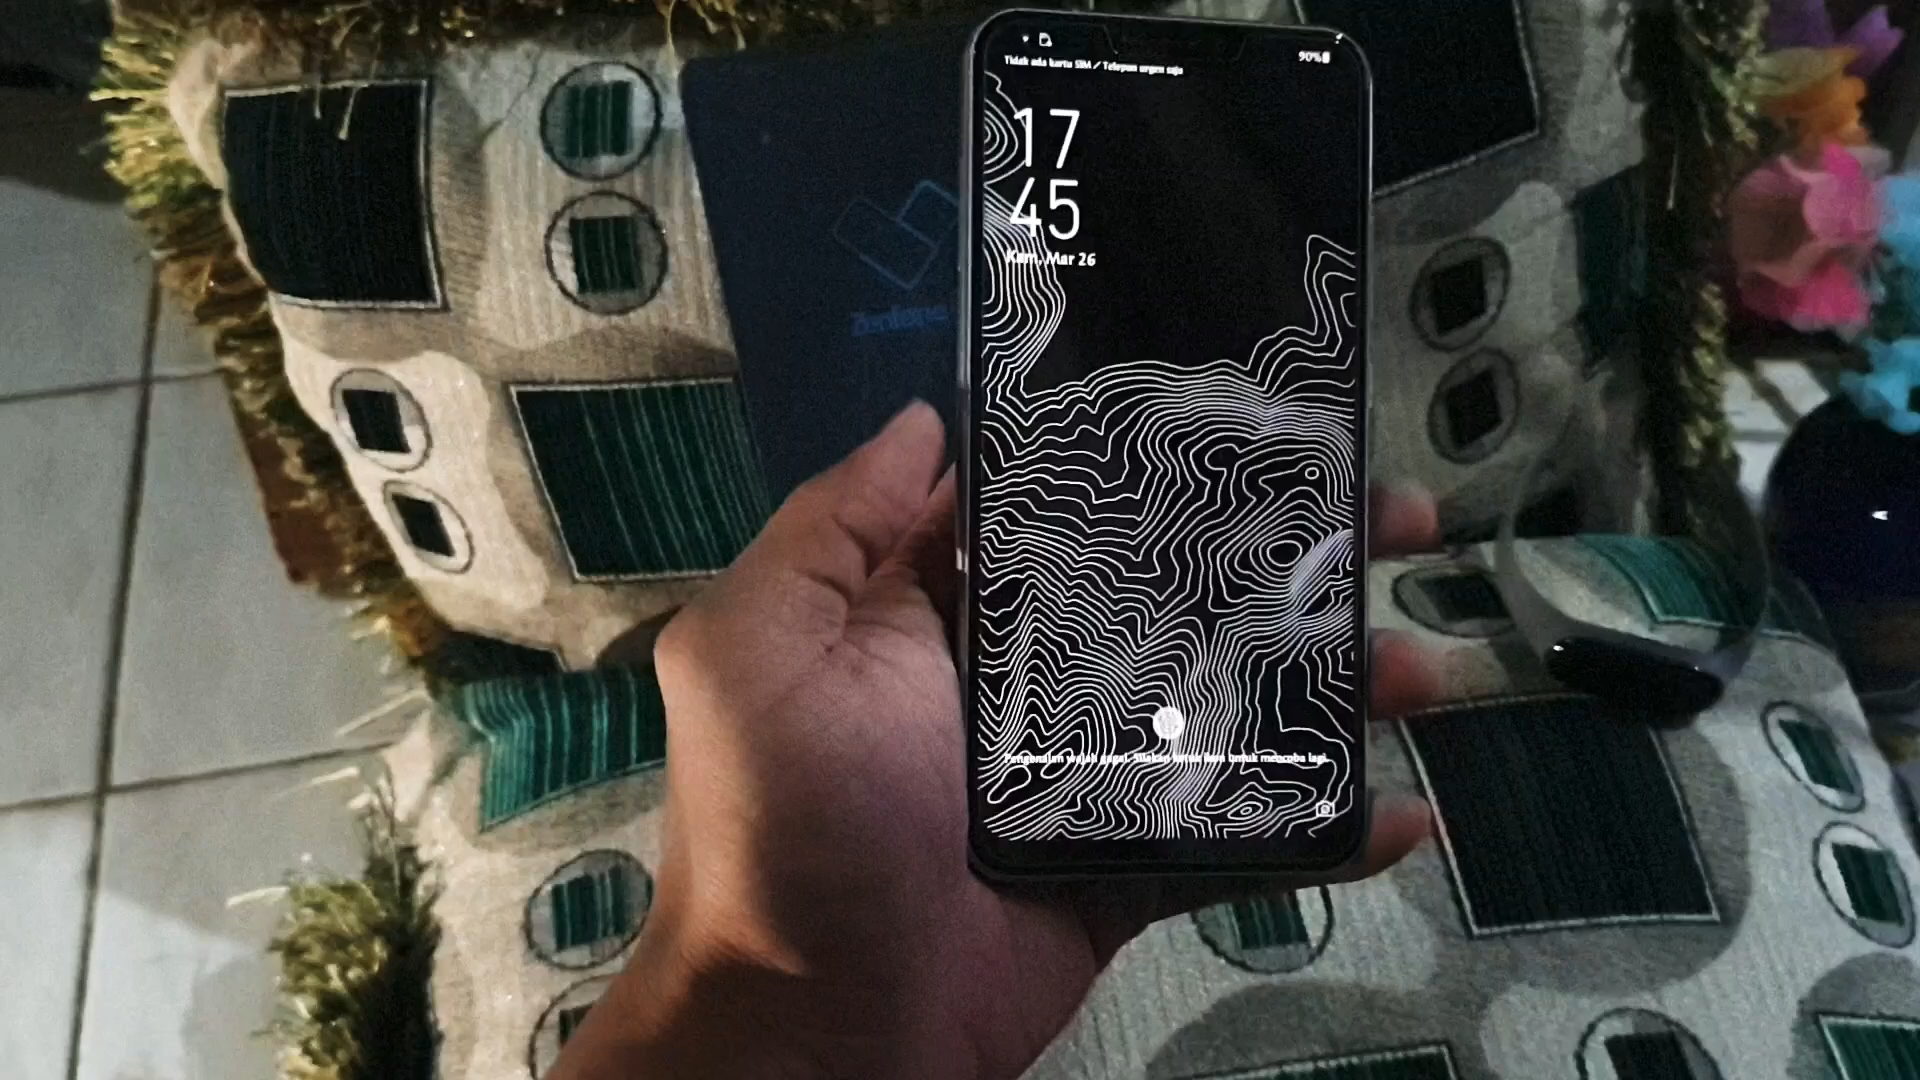 90%
Tidak ada kartu SIM / Telepon urgen saja
17
45
Kam, Mar 26
Zenfone
Pengenalan wajah gagal. Silakan ketuk ikon untuk mencoba lagi.